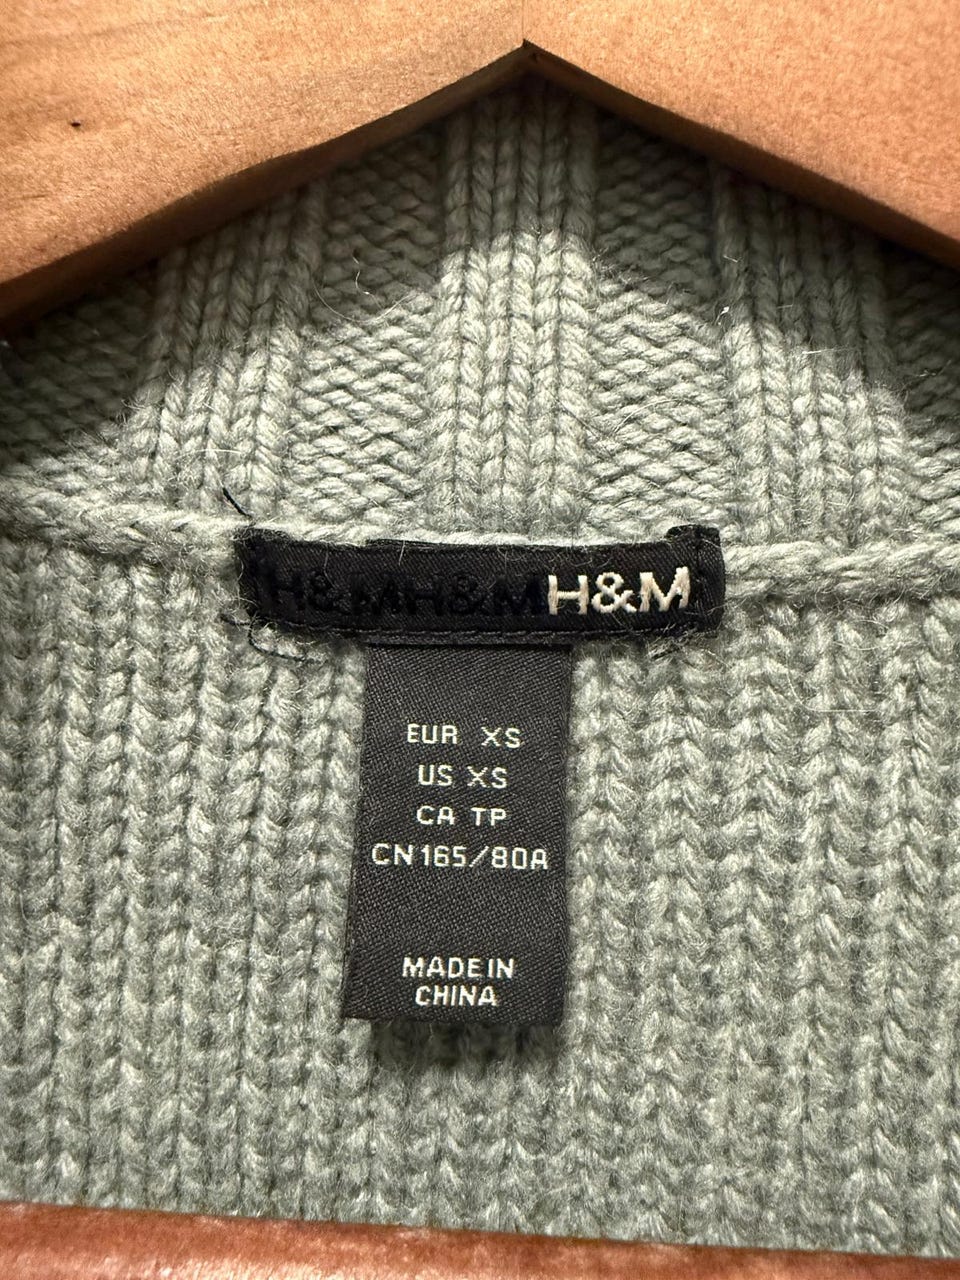 H&MH&MH&M
EUR XS
US XS
CA TP
CN165/80A
MADE IN
CHINA